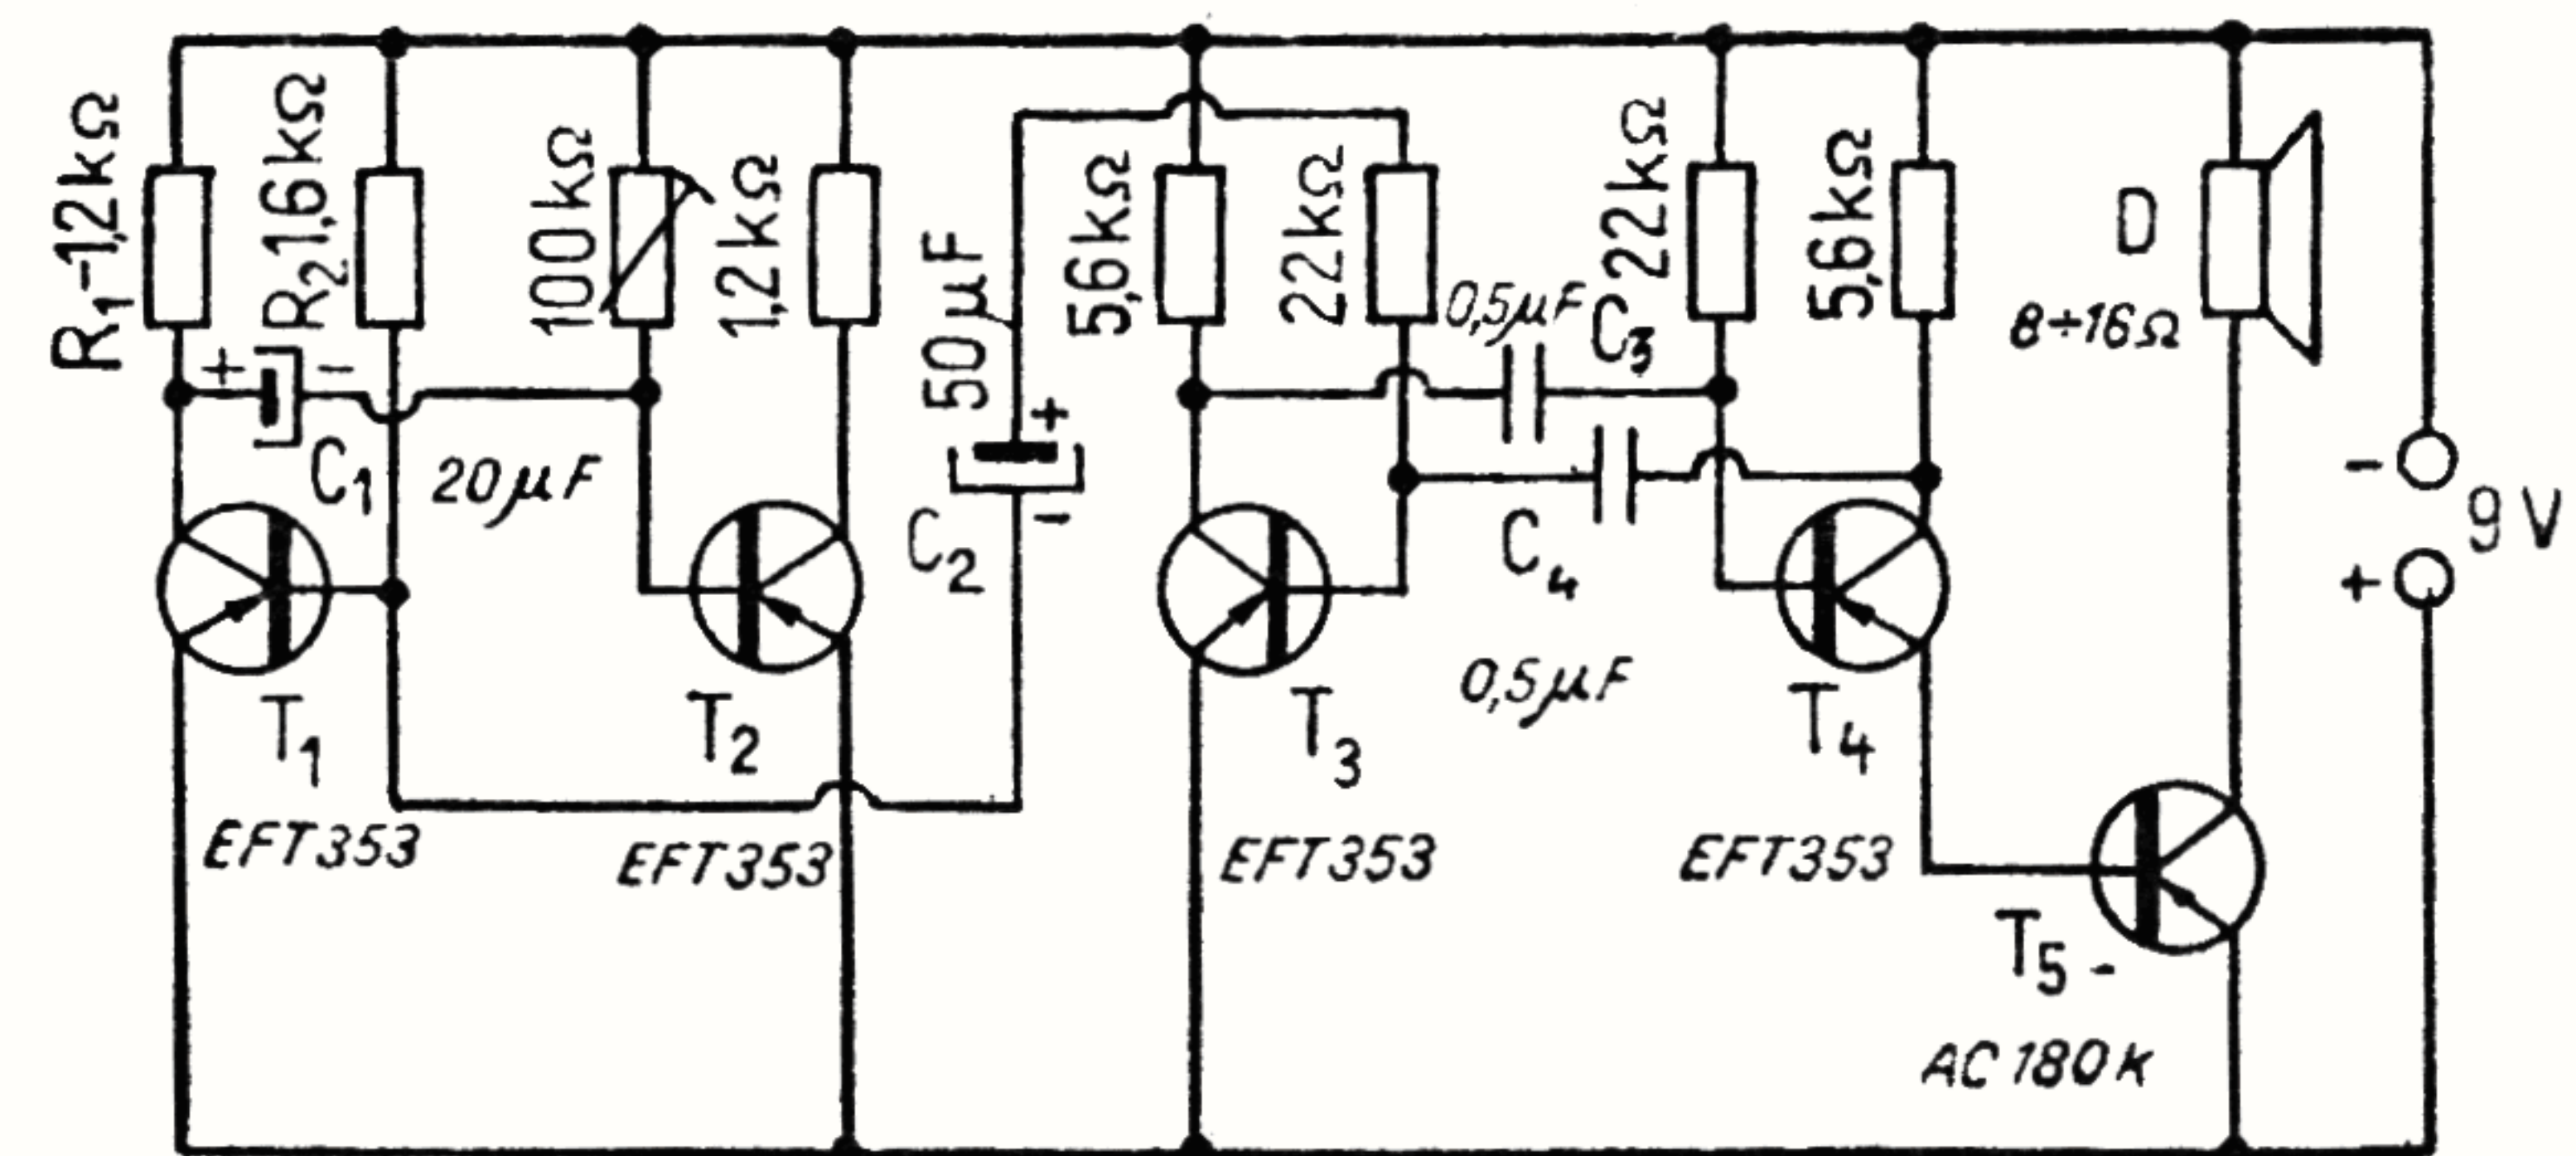 R1-1,2kΩ
R2 1,6kΩ
100kΩ
1,2kΩ
50μF
5,6kΩ
22kΩ
0,5μF
C3
22kΩ
5,6kΩ
D
8÷16Ω
+
-
C1
20μF
+
-
C2
C4
0,5μF
-
+
9V
T1
EFT353
T2
EFT353
T3
EFT353
T4
EFT353
T5 -
AC 180K